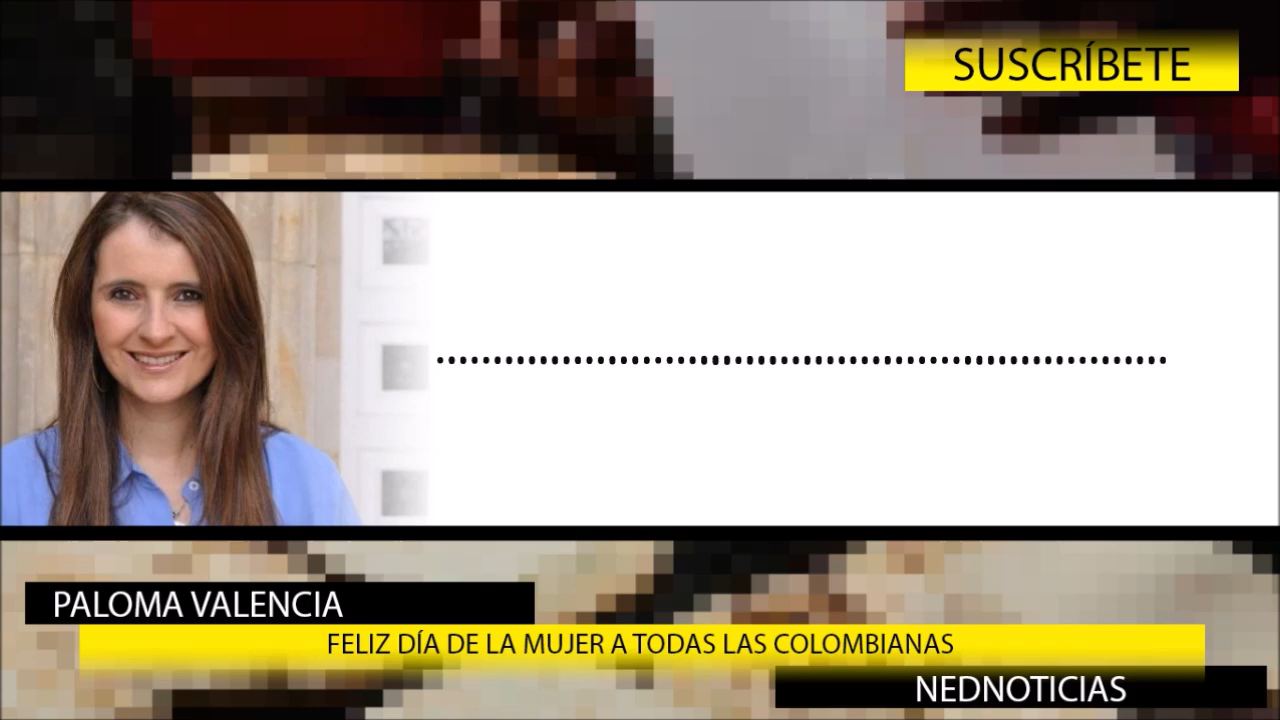 SUSCRÍBETE
PALOMA VALENCIA
FELIZ DÍA DE LA MUJER A TODAS LAS COLOMBIANAS
NEDNOTICIAS